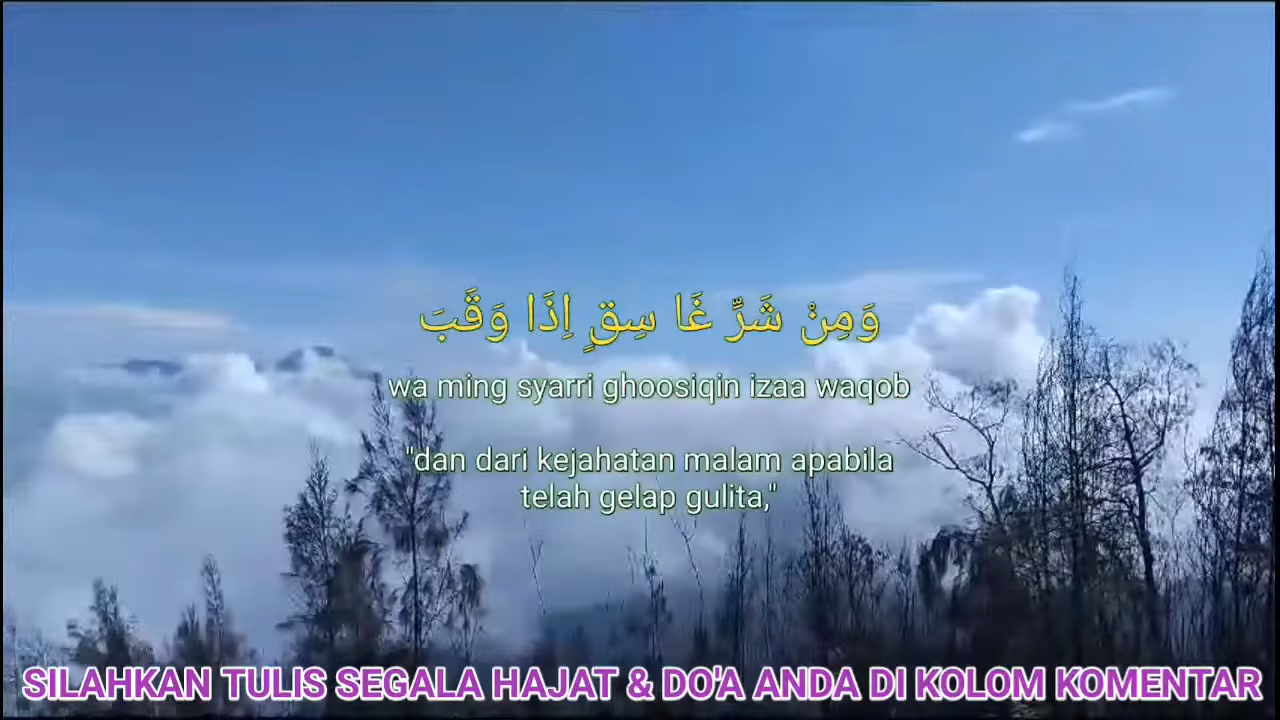 وَمِنْ شَرِّ غَا سِقٍ اِذَا وَقَبَ
wa ming syarri ghoosiqin izaa waqob
"dan dari kejahatan malam apabila
telah gelap gulita,"
SILAHKAN TULIS SEGALA HAJAT & DO'A ANDA DI KOLOM KOMENTAR